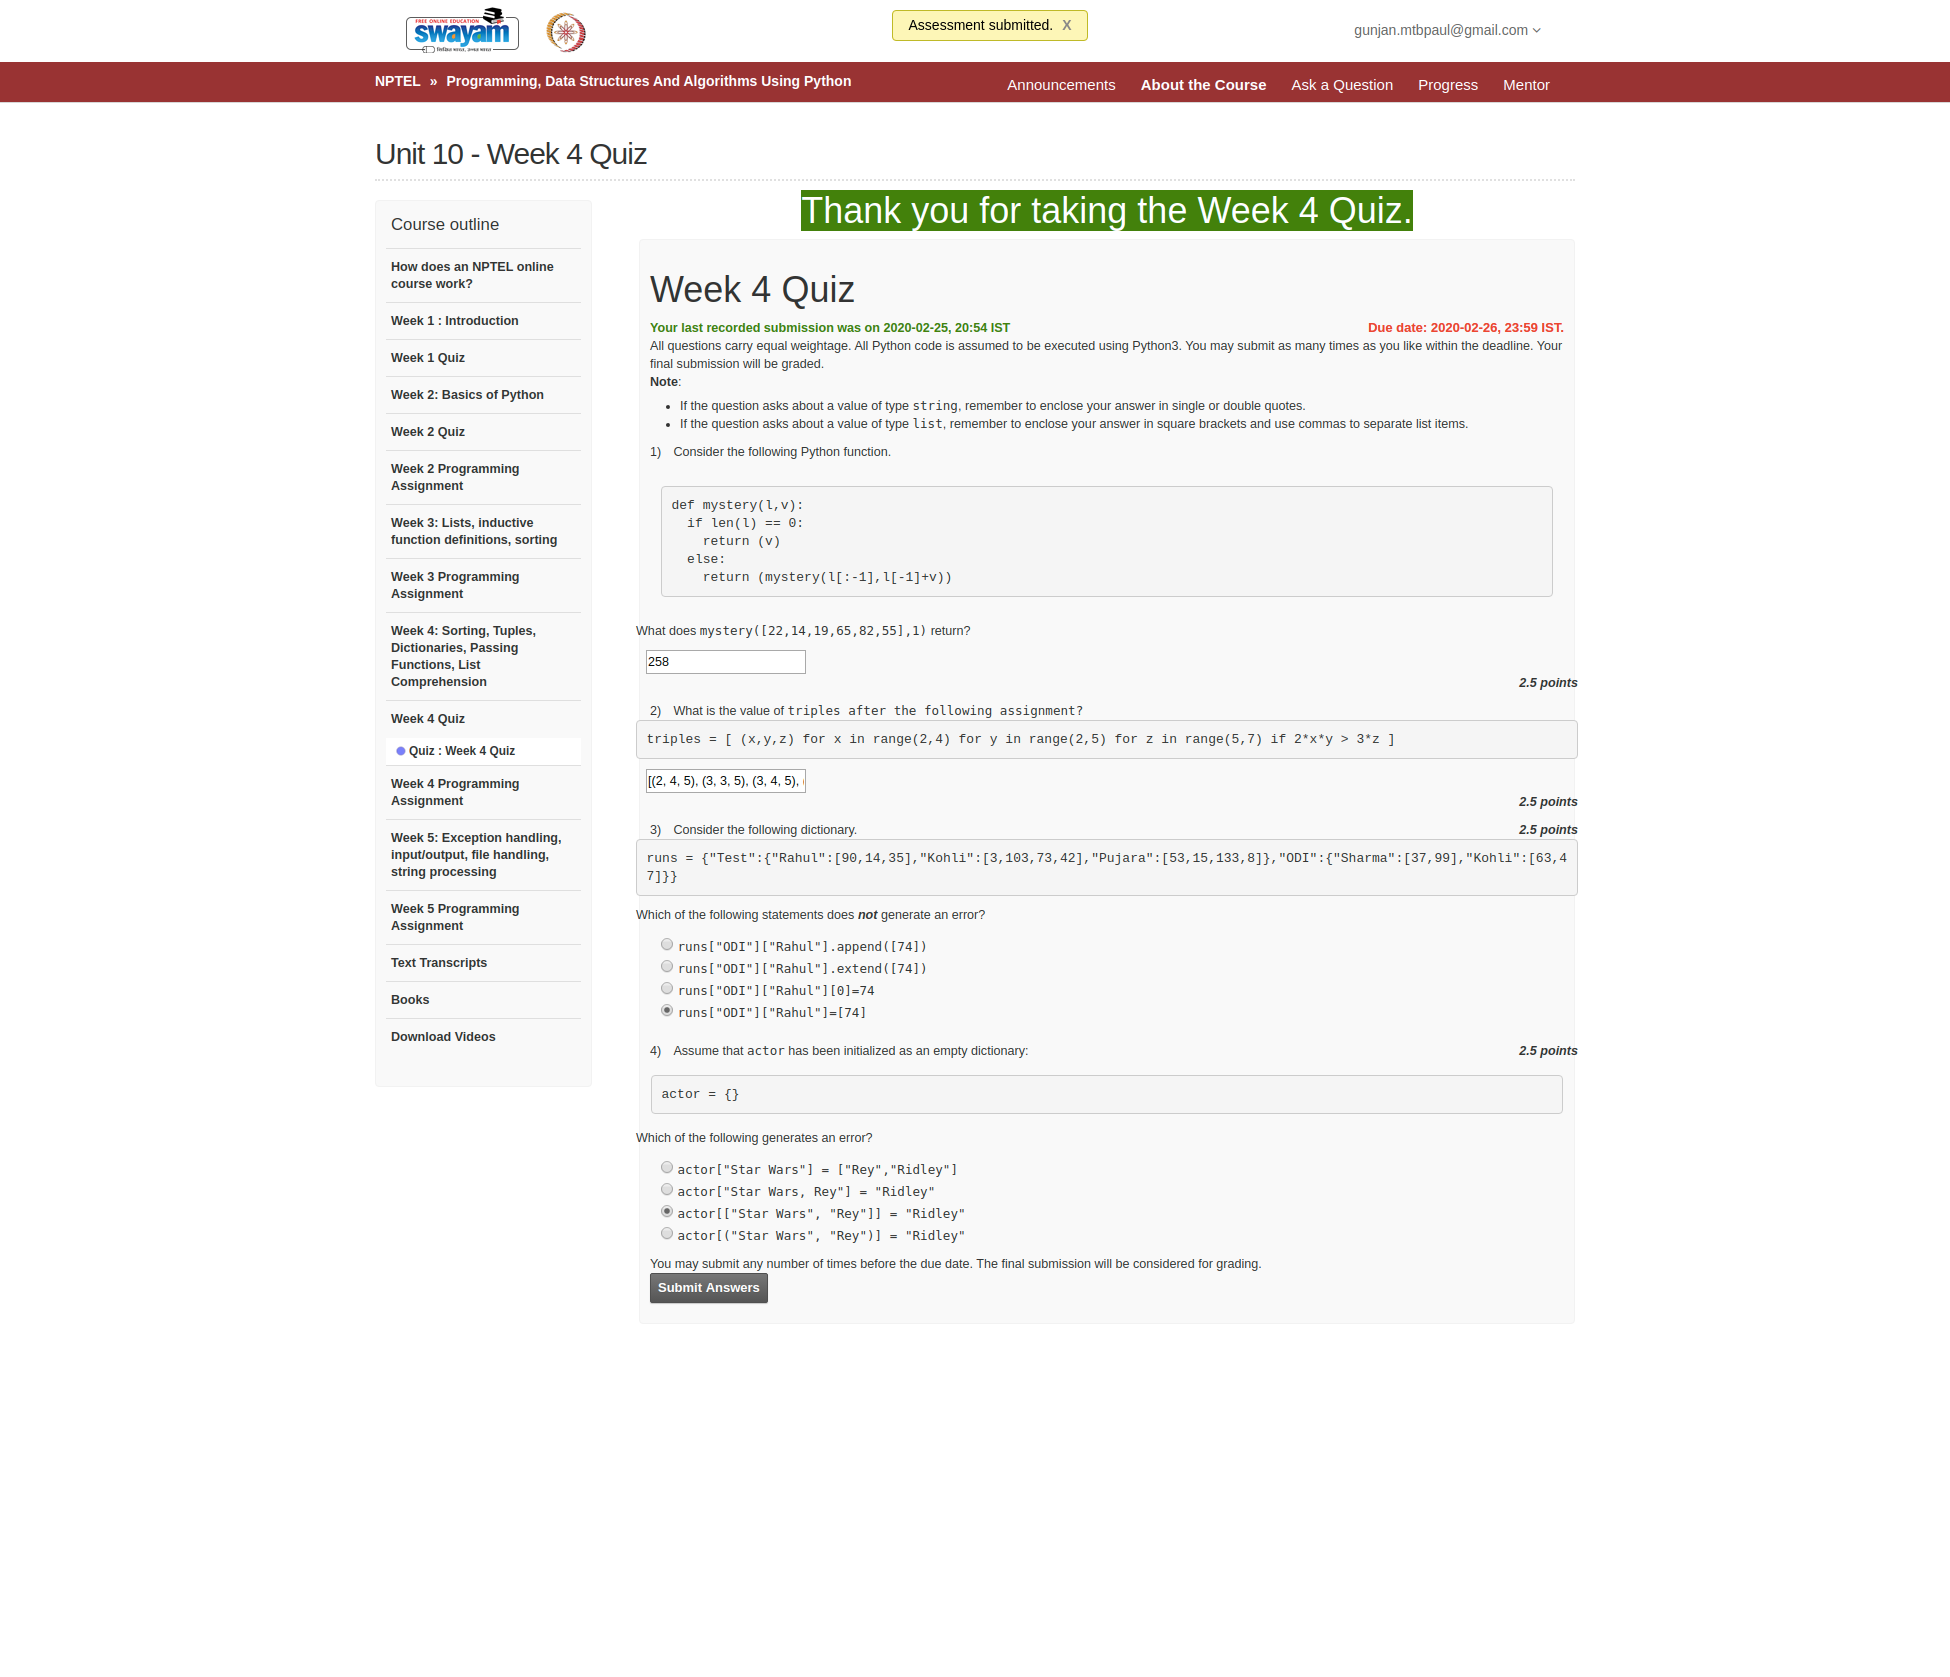 FREE ONLINE EDUCATION
swayam
शिक्षित भारत, उन्नत भारत
Assessment submitted. X
gunjan.mtbpaul@gmail.com
NPTEL » Programming, Data Structures And Algorithms Using Python
Announcements About the Course Ask a Question Progress Mentor
Unit 10 - Week 4 Quiz
Course outline
How does an NPTEL online
course work?
Week 1 : Introduction
Week 1 Quiz
Week 2: Basics of Python
Week 2 Quiz
Week 2 Programming
Assignment
Week 3: Lists, inductive
function definitions, sorting
Week 3 Programming
Assignment
Week 4: Sorting, Tuples,
Dictionaries, Passing
Functions, List
Comprehension
Week 4 Quiz
Quiz : Week 4 Quiz
Week 4 Programming
Assignment
Week 5: Exception handling,
input/output, file handling,
string processing
Week 5 Programming
Assignment
Text Transcripts
Books
Download Videos
Thank you for taking the Week 4 Quiz.
Week 4 Quiz
Your last recorded submission was on 2020-02-25, 20:54 IST Due date: 2020-02-26, 23:59 IST.
All questions carry equal weightage. All Python code is assumed to be executed using Python3. You may submit as many times as you like within the deadline. Your
final submission will be graded.
Note:
• If the question asks about a value of type string, remember to enclose your answer in single or double quotes.
• If the question asks about a value of type list, remember to enclose your answer in square brackets and use commas to separate list items.
1) Consider the following Python function.
def mystery(l,v):
  if len(l) == 0:
    return (v)
  else:
    return (mystery(l[:-1],l[-1]+v))
What does mystery([22,14,19,65,82,55],1) return?
258
2.5 points
2) What is the value of triples after the following assignment?
triples = [ (x,y,z) for x in range(2,4) for y in range(2,5) for z in range(5,7) if 2*x*y > 3*z ]
[(2, 4, 5), (3, 3, 5), (3, 4, 5),
2.5 points
3) Consider the following dictionary. 2.5 points
runs = {"Test":{"Rahul":[90,14,35],"Kohli":[3,103,73,42],"Pujara":[53,15,133,8]},"ODI":{"Sharma":[37,99],"Kohli":[63,4
7]}}
Which of the following statements does not generate an error?
runs["ODI"]["Rahul"].append([74])
runs["ODI"]["Rahul"].extend([74])
runs["ODI"]["Rahul"][0]=74
runs["ODI"]["Rahul"]=[74]
4) Assume that actor has been initialized as an empty dictionary: 2.5 points
actor = {}
Which of the following generates an error?
actor["Star Wars"] = ["Rey","Ridley"]
actor["Star Wars, Rey"] = "Ridley"
actor[["Star Wars", "Rey"]] = "Ridley"
actor[("Star Wars", "Rey")] = "Ridley"
You may submit any number of times before the due date. The final submission will be considered for grading.
Submit Answers